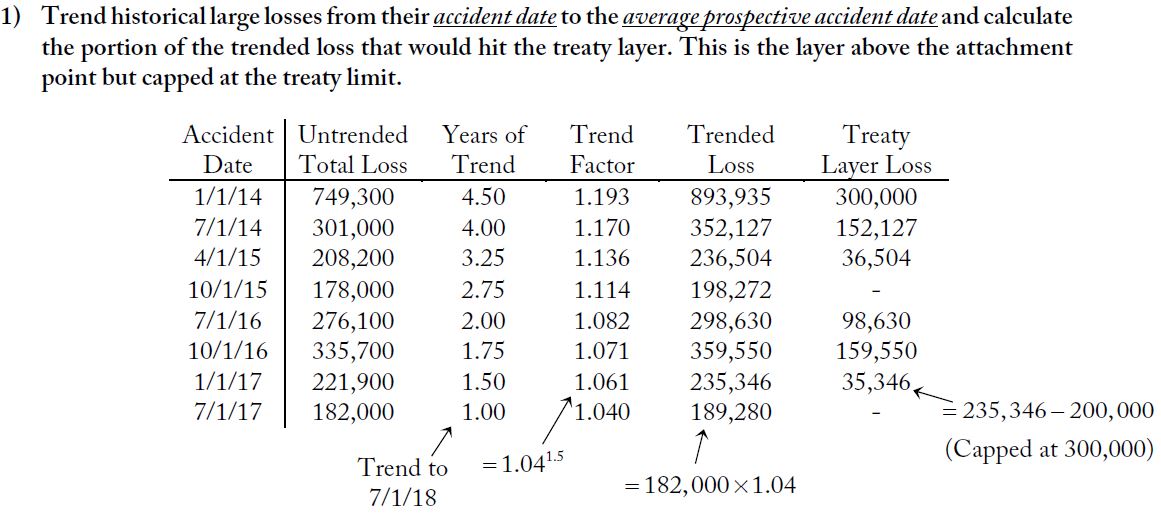 1) Trend historical large losses from their accident date to the average prospective accident date and calculate
the portion of the trended loss that would hit the treaty layer. This is the layer above the attachment
point but capped at the treaty limit.
Accident Untrended Years of Trend Trended Treaty
Date Total Loss Trend Factor Loss Layer Loss
1/1/14 749,300 4.50 1.193 893,935 300,000
7/1/14 301,000 4.00 1.170 352,127 152,127
4/1/15 208,200 3.25 1.136 236,504 36,504
10/1/15 178,000 2.75 1.114 198,272 -
7/1/16 276,100 2.00 1.082 298,630 98,630
10/1/16 335,700 1.75 1.071 359,550 159,550
1/1/17 221,900 1.50 1.061 235,346 35,346
7/1/17 182,000 1.00 1.040 189,280 -
= 235,346 – 200,000
(Capped at 300,000)
Trend to
7/1/18
= 1.04^1.5
= 182,000 × 1.04